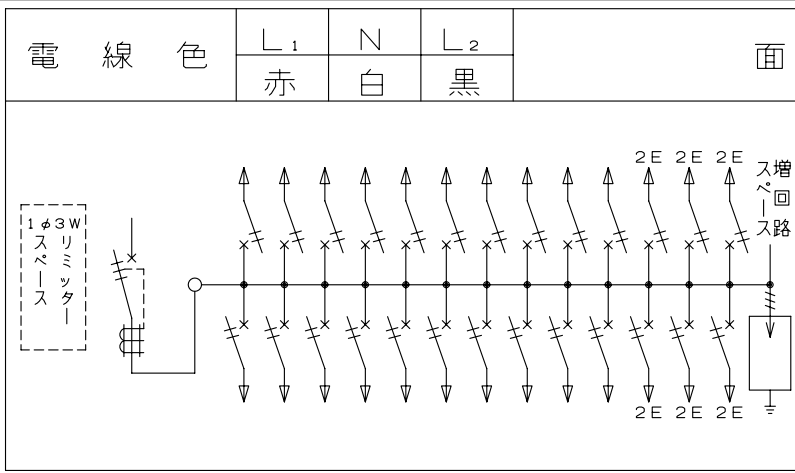 電線色 L₁ N L₂ 面
赤 白 黒
2E 2E 2E
増回路
スペース
1φ3W
リミッター
スペース
2E 2E 2E